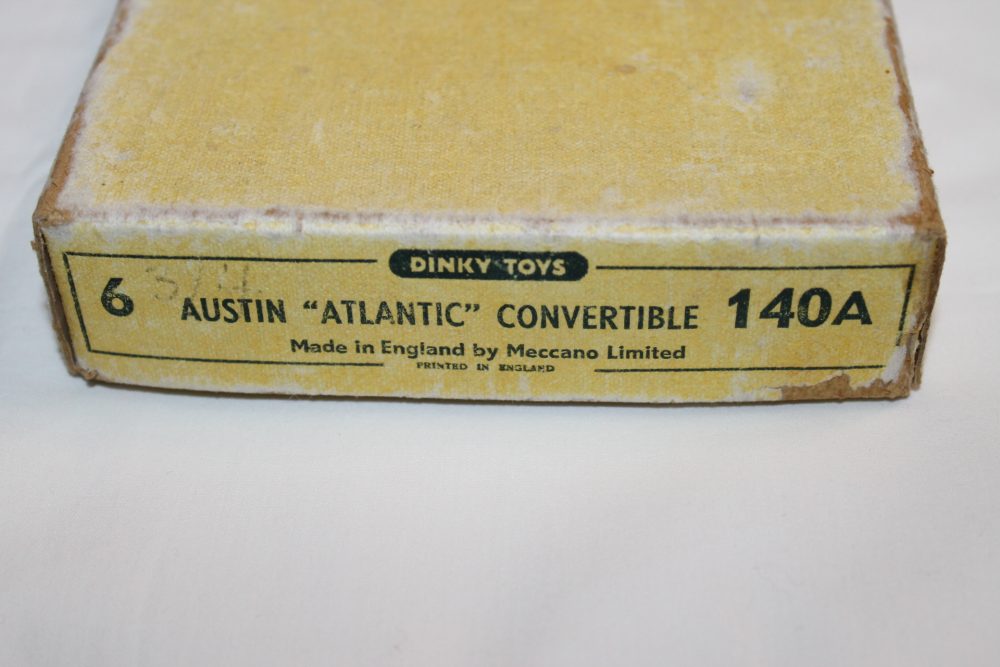 DINKY TOYS
6 AUSTIN "ATLANTIC" CONVERTIBLE 140A
Made in England by Meccano Limited
PRINTED IN ENGLAND